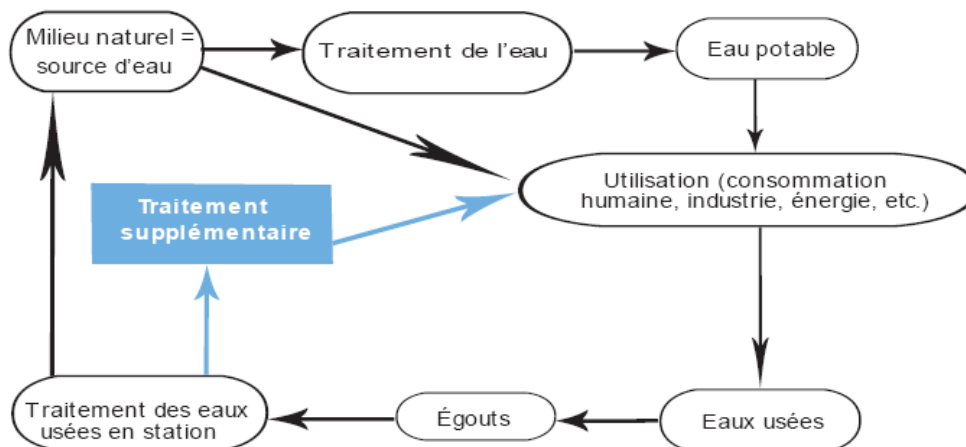 Milieu naturel =
source d'eau
Traitement de l'eau
Eau potable
Utilisation (consommation
humaine, industrie, énergie, etc.)
Traitement
supplémentaire
Traitement des eaux
usées en station
Égouts
Eaux usées